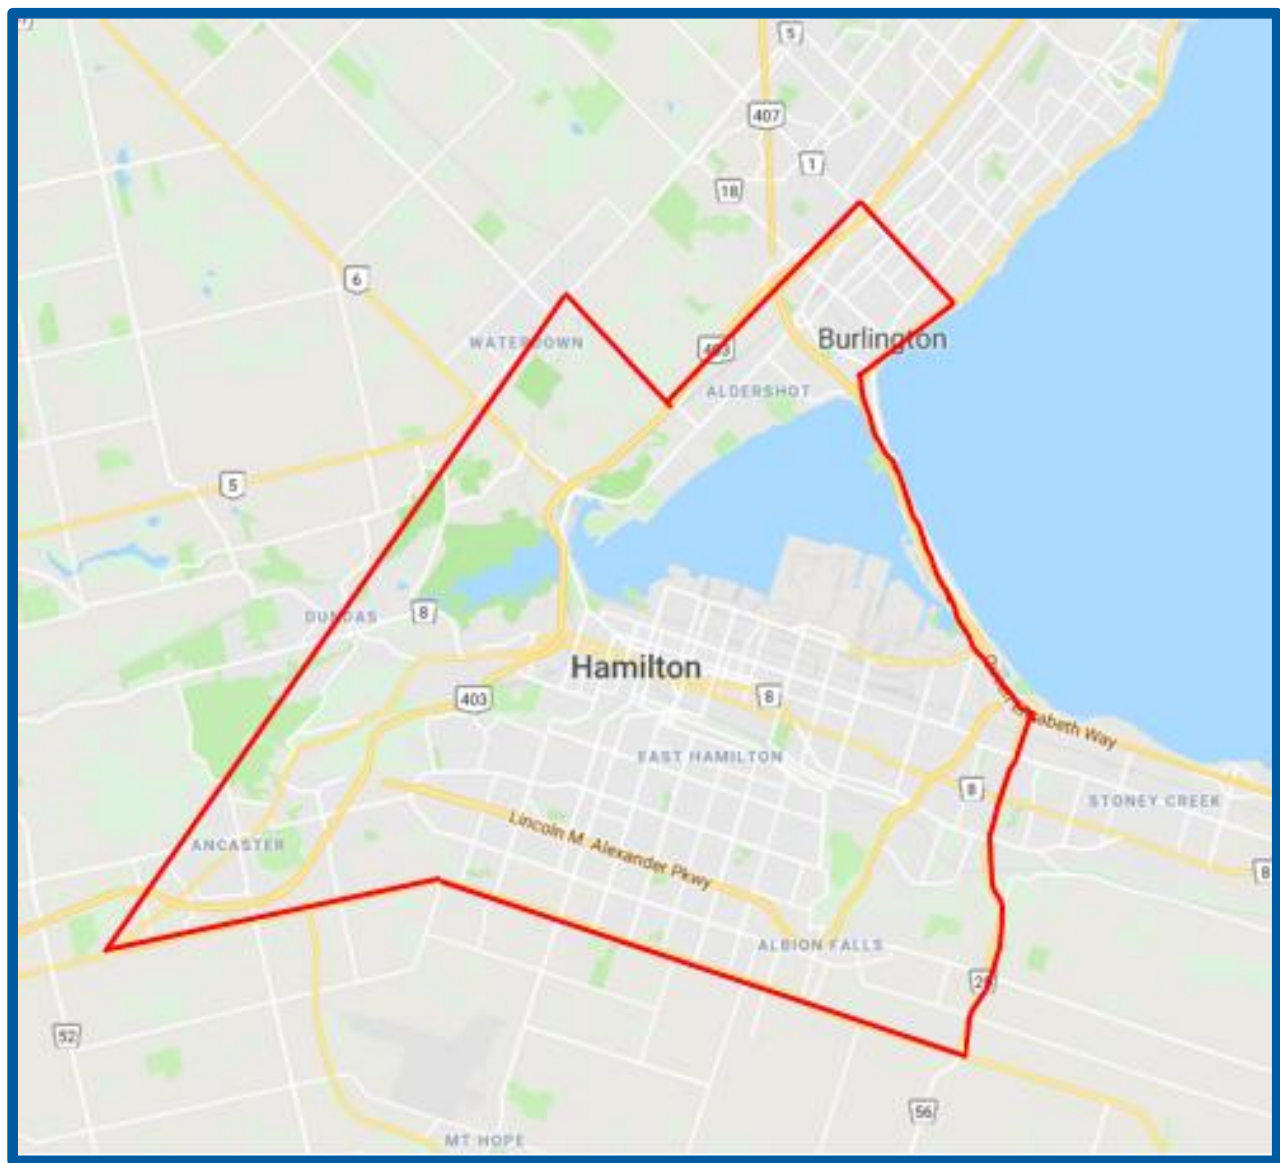 5
407
1
18
6
WATERDOWN
403
Burlington
ALDERSHOT
5
DUNDAS
8
Hamilton
403
8
EAST HAMILTON
Elisabeth Way
8
STONEY CREEK
Lincoln M. Alexander Pkwy
ANCASTER
8
ALBION FALLS
20
52
56
MT HOPE